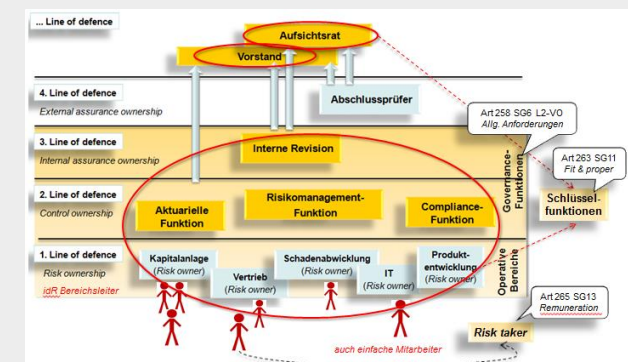 ... Line of defence
Aufsichtsrat
Vorstand
4. Line of defence
External assurance ownership
Abschlussprüfer
Art 258 SG6 L2-VO
Allg. Anforderungen
3. Line of defence
Internal assurance ownership
Interne Revision
Art 263 SG11
Fit & proper
Governance-
Funktionen
2. Line of defence
Control ownership
Aktuarielle
Funktion
Risikomanagement-
Funktion
Compliance-
Funktion
Schlüssel-
funktionen
1. Line of defence
Risk ownership
idR Bereichsleiter
Kapitalanlage
(Risk owner)
Vertrieb
(Risk owner)
Schadenabwicklung
(Risk owner)
IT
(Risk owner)
Produkt-
entwicklung
(Risk owner)
Operative
Bereiche
Art 265 SG13
Remuneration
Risk taker
auch einfache Mitarbeiter